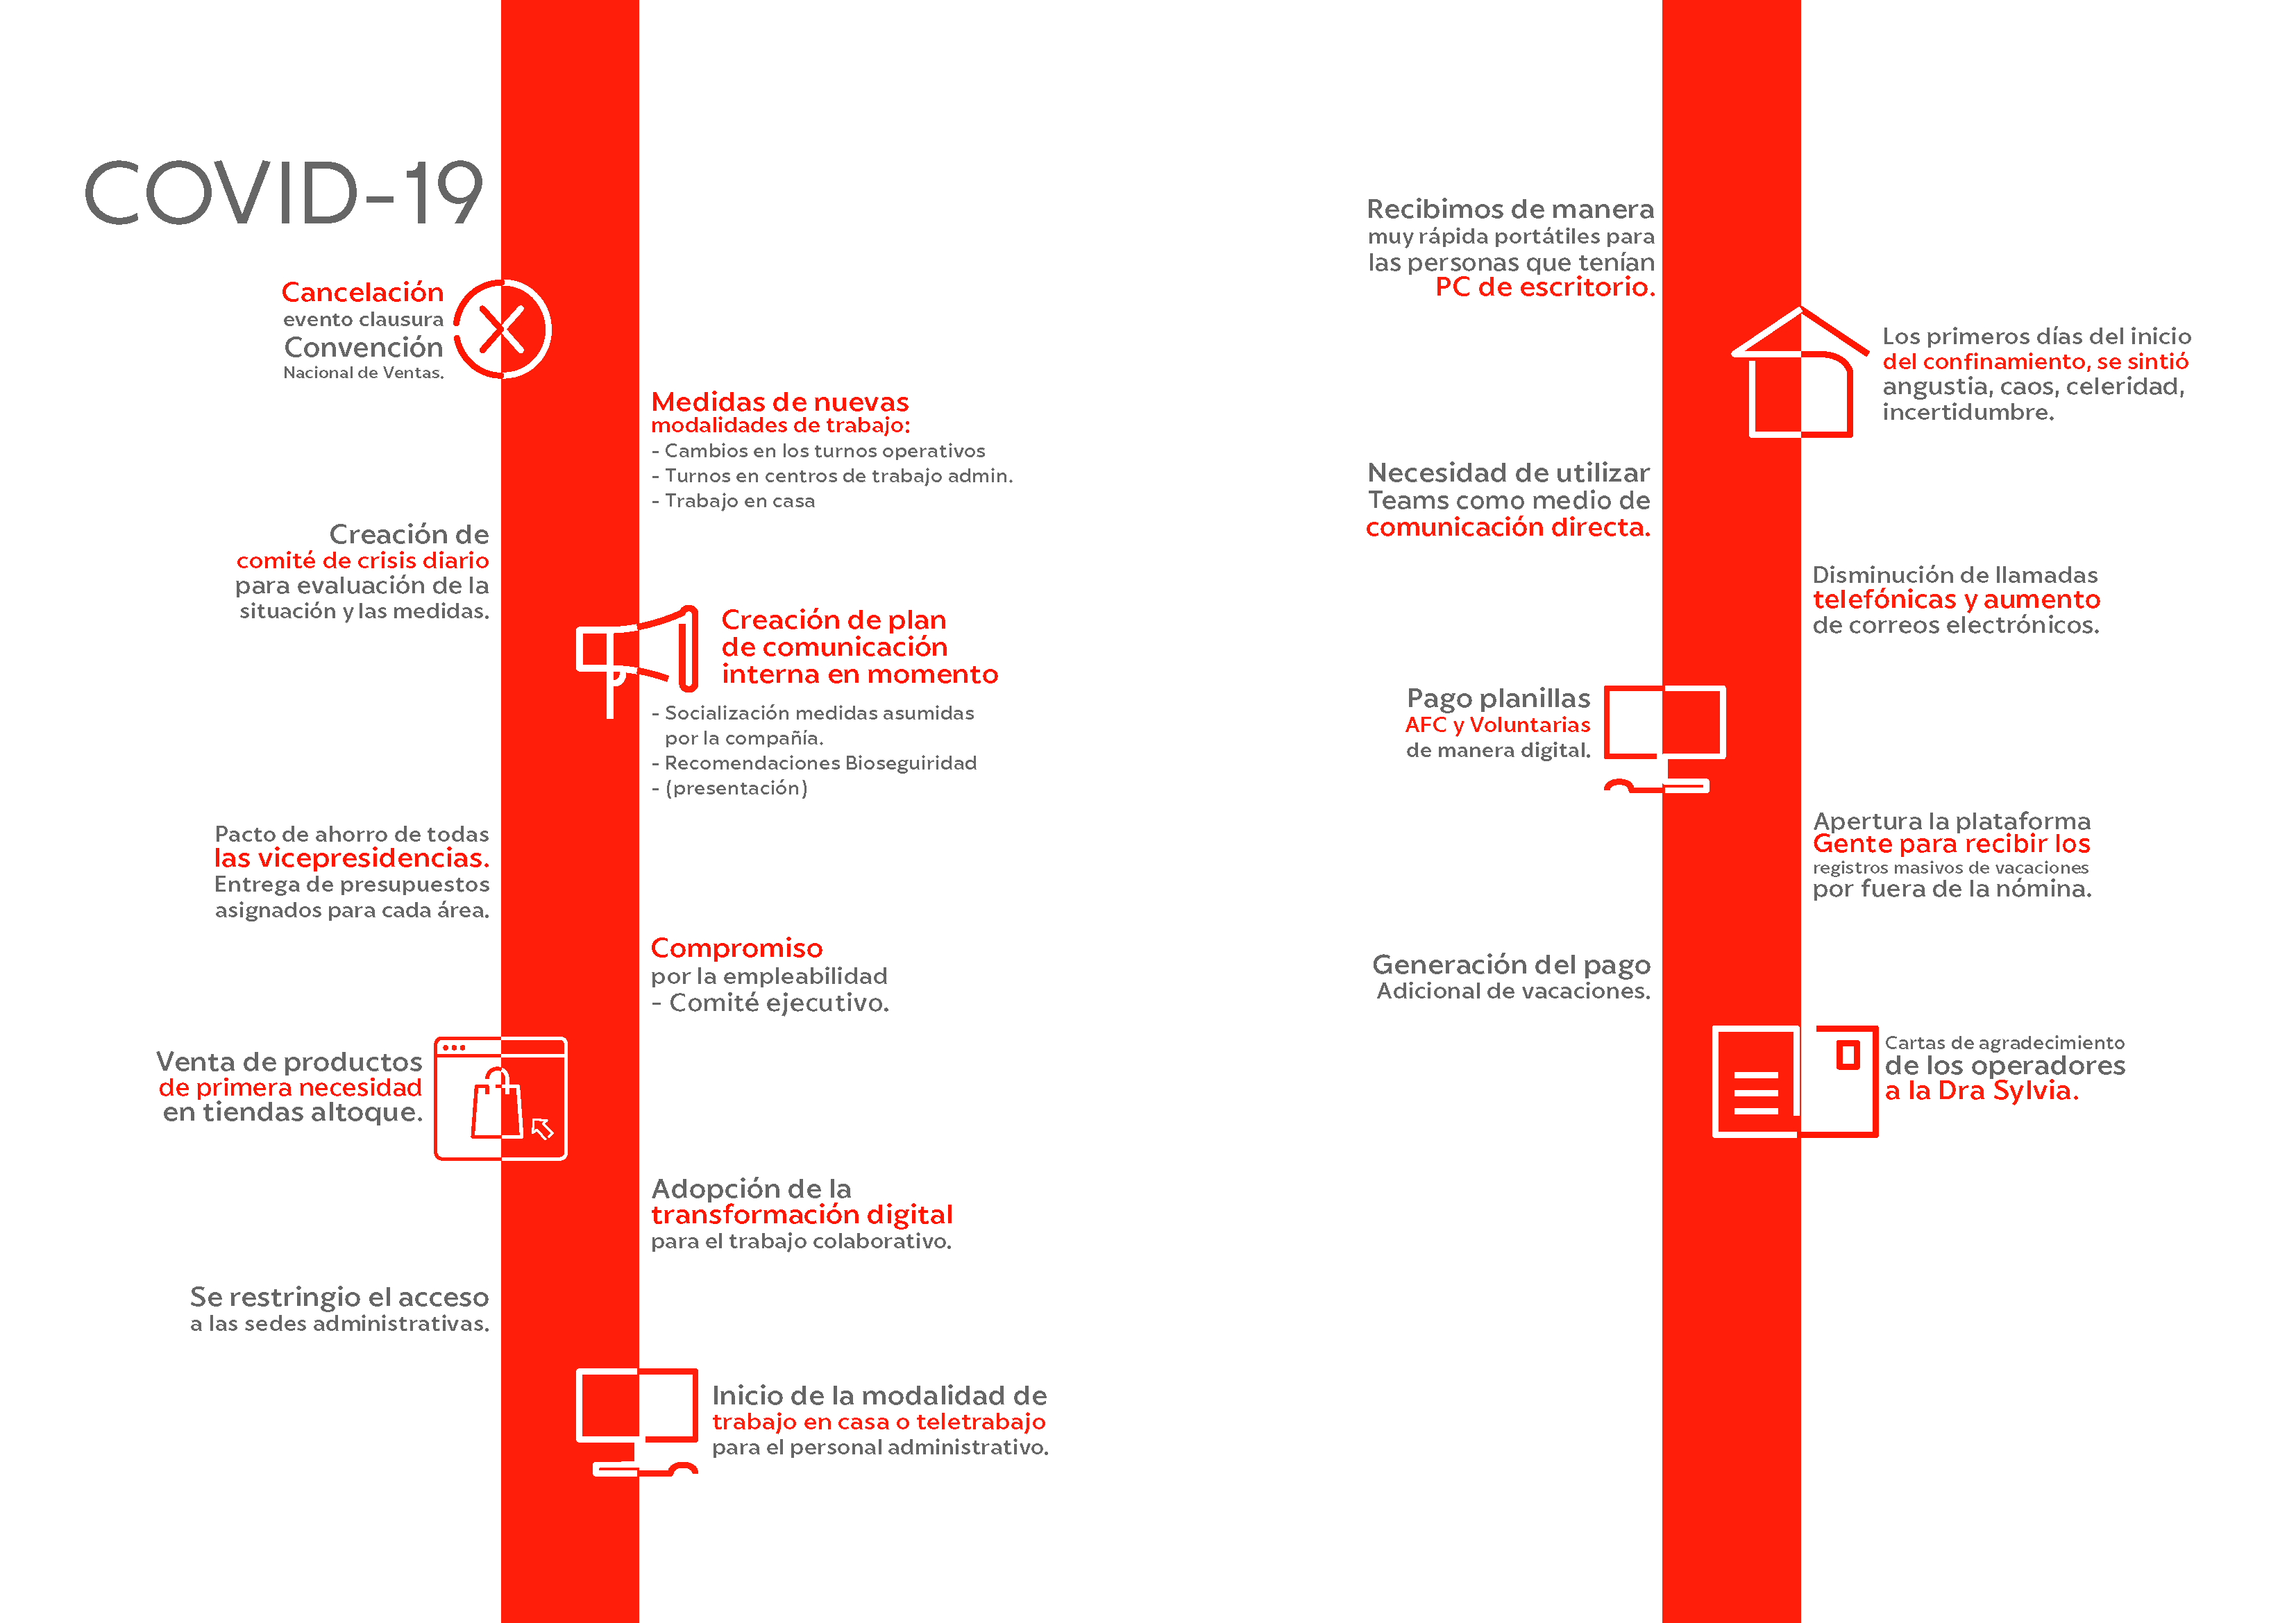 COVID-19
Cancelación
evento clausura
Convención
Nacional de Ventas.
Medidas de nuevas
modalidades de trabajo:
- Cambios en los turnos operativos
- Turnos en centros de trabajo admin.
- Trabajo en casa
Creación de
comité de crisis diario
para evaluación de la
situación y las medidas.
Creación de plan
de comunicación
interna en momento
- Socialización medidas asumidas
por la compañía.
- Recomendaciones Bioseguiridad
- (presentación)
Pacto de ahorro de todas
las vicepresidencias.
Entrega de presupuestos
asignados para cada área.
Compromiso
por la empleabilidad
- Comité ejecutivo.
Venta de productos
de primera necesidad
en tiendas altoque.
Adopción de la
transformación digital
para el trabajo colaborativo.
Se restringio el acceso
a las sedes administrativas.
Inicio de la modalidad de
trabajo en casa o teletrabajo
para el personal administrativo.
Recibimos de manera
muy rápida portátiles para
las personas que tenían
PC de escritorio.
Los primeros días del inicio
del confinamiento, se sintió
angustia, caos, celeridad,
incertidumbre.
Necesidad de utilizar
Teams como medio de
comunicación directa.
Disminución de llamadas
telefónicas y aumento
de correos electrónicos.
Pago planillas
AFC y Voluntarias
de manera digital.
Apertura la plataforma
Gente para recibir los
registros masivos de vacaciones
por fuera de la nómina.
Generación del pago
Adicional de vacaciones.
Cartas de agradecimiento
de los operadores
a la Dra Sylvia.